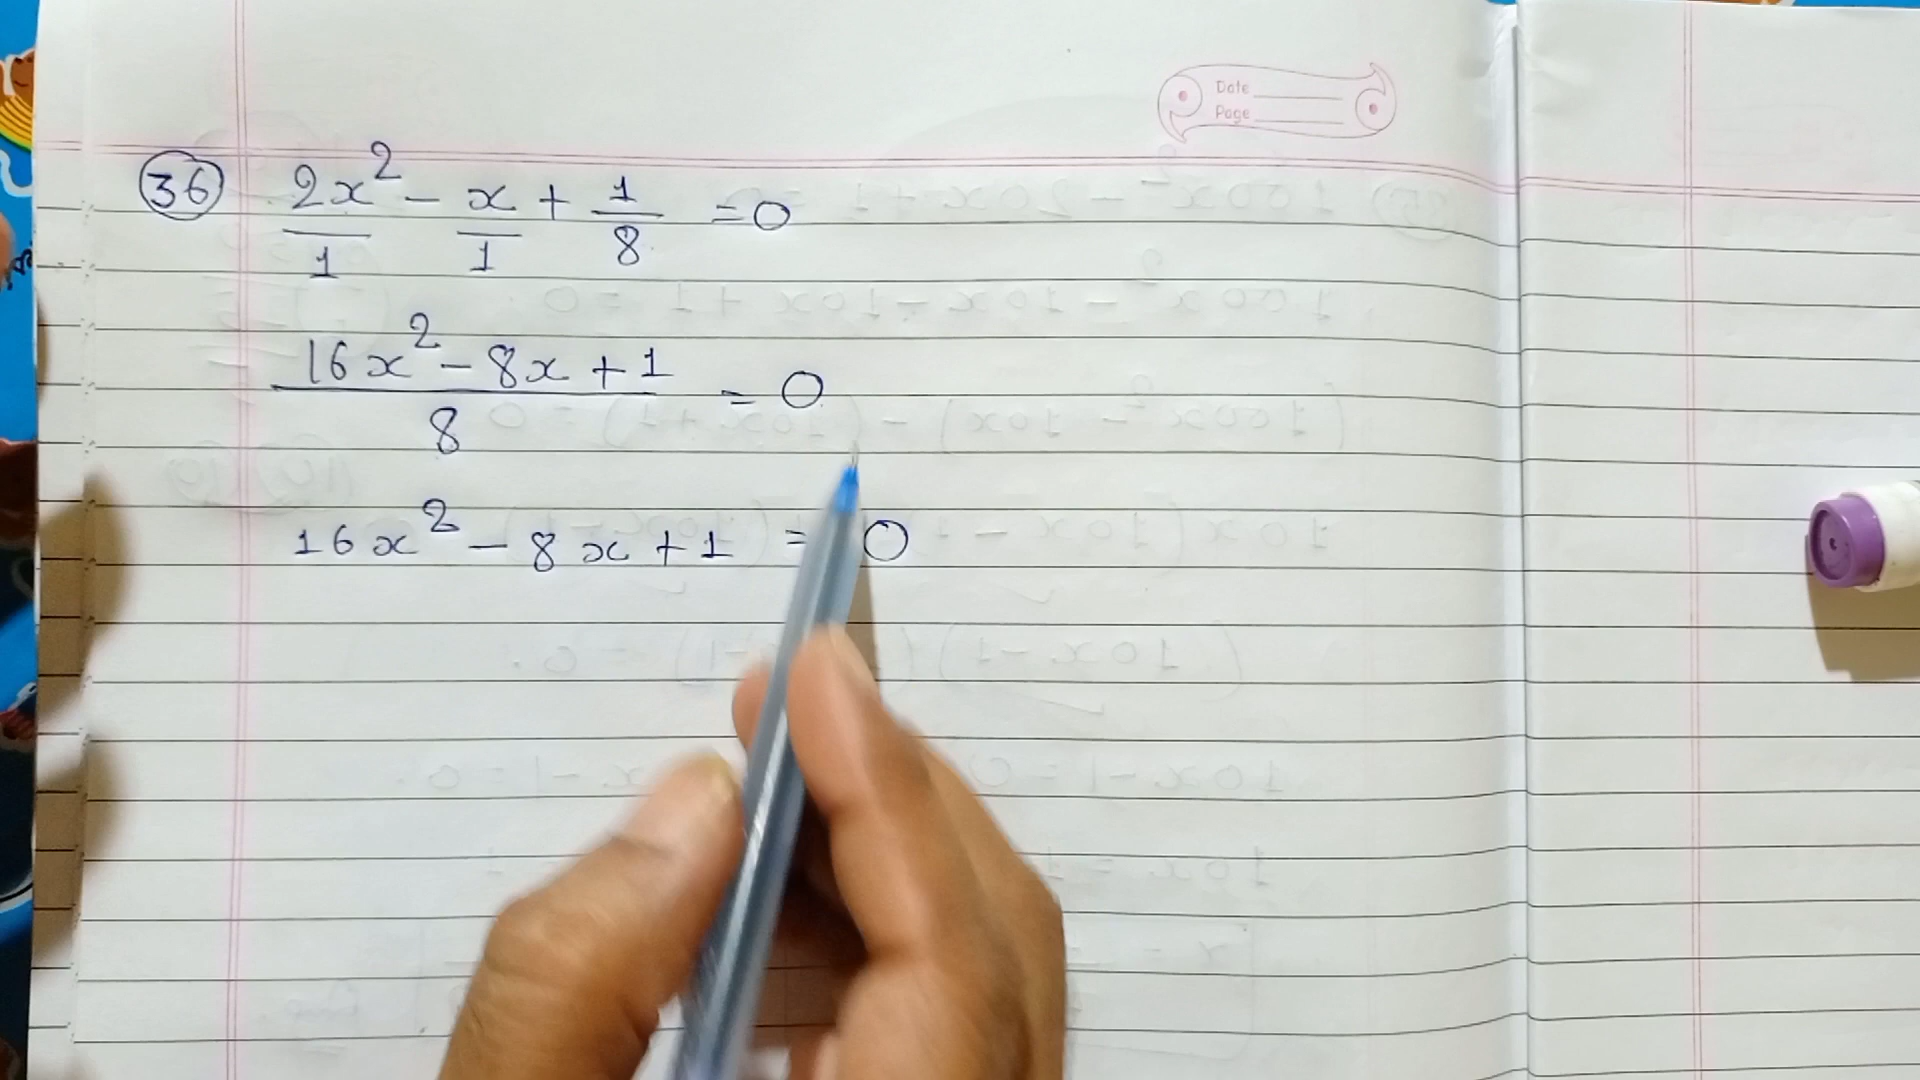 Date
Page
(36) 2x²/1 - x/1 + 1/8 = 0
(16x² - 8x + 1)/8 = 0
16x² - 8x + 1 = 0